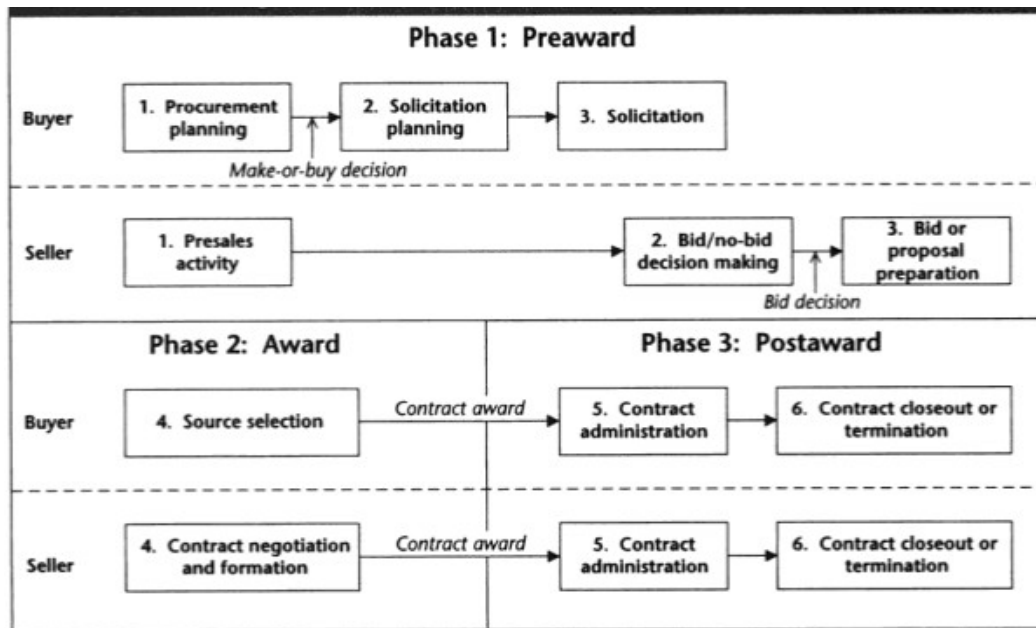 Phase 1: Preaward
Buyer
1. Procurement
planning
2. Solicitation
planning
3. Solicitation
Make-or-buy decision
Seller
1. Presales
activity
2. Bid/no-bid
decision making
3. Bid or
proposal
preparation
Bid decision
Phase 2: Award
Phase 3: Postaward
Buyer
4. Source selection
Contract award
5. Contract
administration
6. Contract closeout or
termination
Seller
4. Contract negotiation
and formation
Contract award
5. Contract
administration
6. Contract closeout or
termination